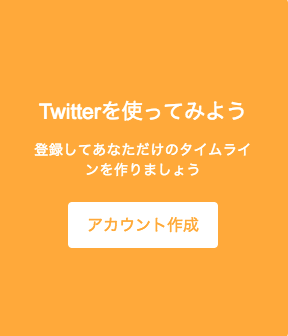 Twitterを使ってみよう
登録してあなただけのタイムライ
ンを作りましょう
アカウント作成